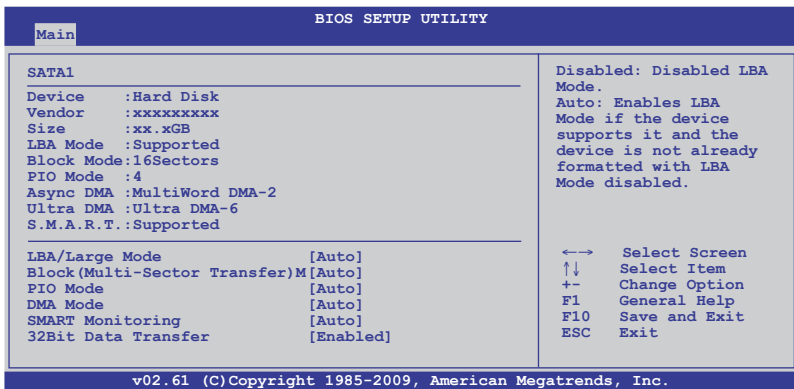 BIOS SETUP UTILITY
Main
SATA1
Device :Hard Disk
Vendor :xxxxxxxxx
Size :xx.xGB
LBA Mode :Supported
Block Mode:16Sectors
PIO Mode :4
Async DMA :MultiWord DMA-2
Ultra DMA :Ultra DMA-6
S.M.A.R.T.:Supported
LBA/Large Mode [Auto]
Block(Multi-Sector Transfer)M[Auto]
PIO Mode [Auto]
DMA Mode [Auto]
SMART Monitoring [Auto]
32Bit Data Transfer [Enabled]
Disabled: Disabled LBA
Mode.
Auto: Enables LBA
Mode if the device
supports it and the
device is not already
formatted with LBA
Mode disabled.
←→ Select Screen
↑↓ Select Item
+- Change Option
F1 General Help
F10 Save and Exit
ESC Exit
v02.61 (C)Copyright 1985-2009, American Megatrends, Inc.